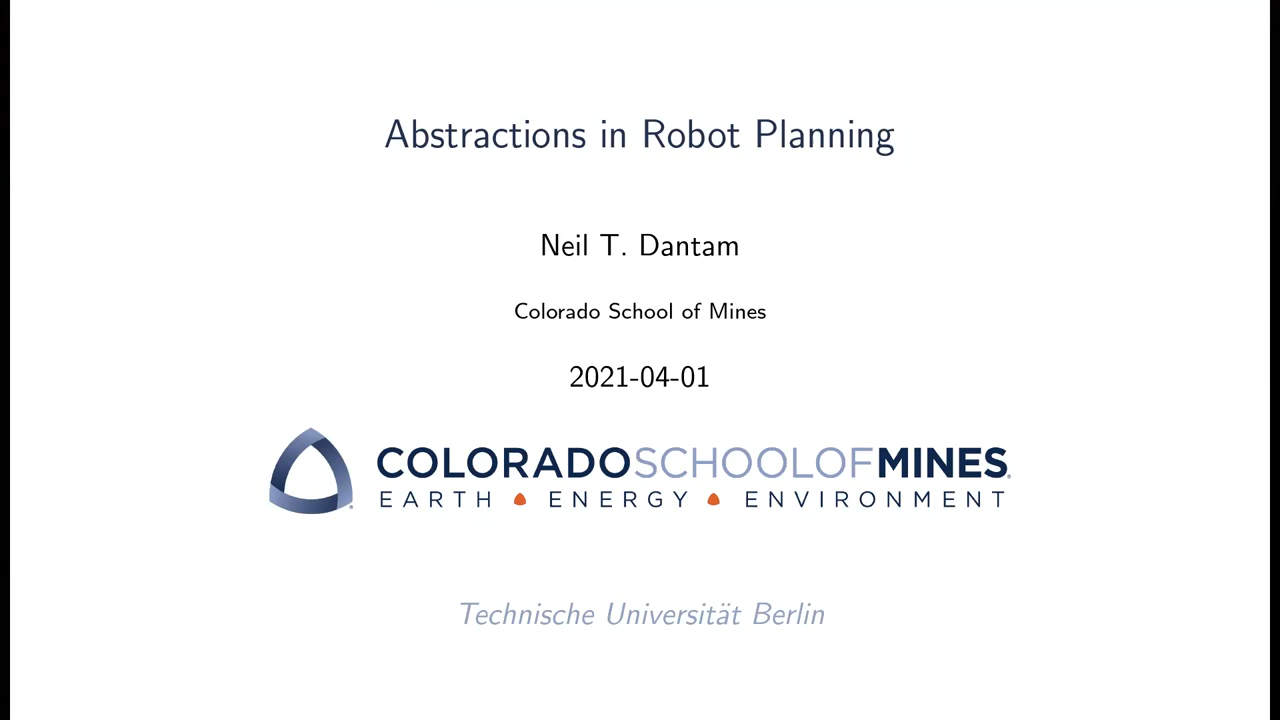 Abstractions in Robot Planning
Neil T. Dantam
Colorado School of Mines
2021-04-01
COLORADOSCHOOLOFMINES
EARTH ENERGY ENVIRONMENT
Technische Universität Berlin